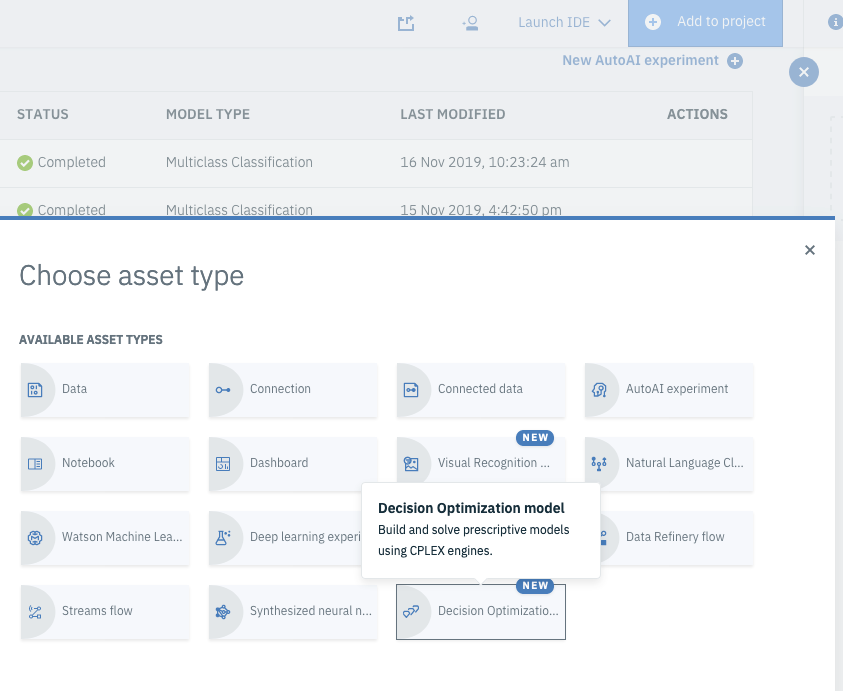 Launch IDE
Add to project
New AutoAI experiment
STATUS MODEL TYPE LAST MODIFIED ACTIONS
Completed Multiclass Classification 16 Nov 2019, 10:23:24 am
Completed Multiclass Classification 15 Nov 2019, 4:42:50 pm
Choose asset type
AVAILABLE ASSET TYPES
Data
Connection
Connected data
AutoAI experiment
Notebook
Dashboard
NEW
Visual Recognition ...
Natural Language Cl...
Watson Machine Lea...
Deep learning experi
Decision Optimization model
Build and solve prescriptive models
using CPLEX engines.
Data Refinery flow
Streams flow
Synthesized neural n...
NEW
Decision Optimizatio...